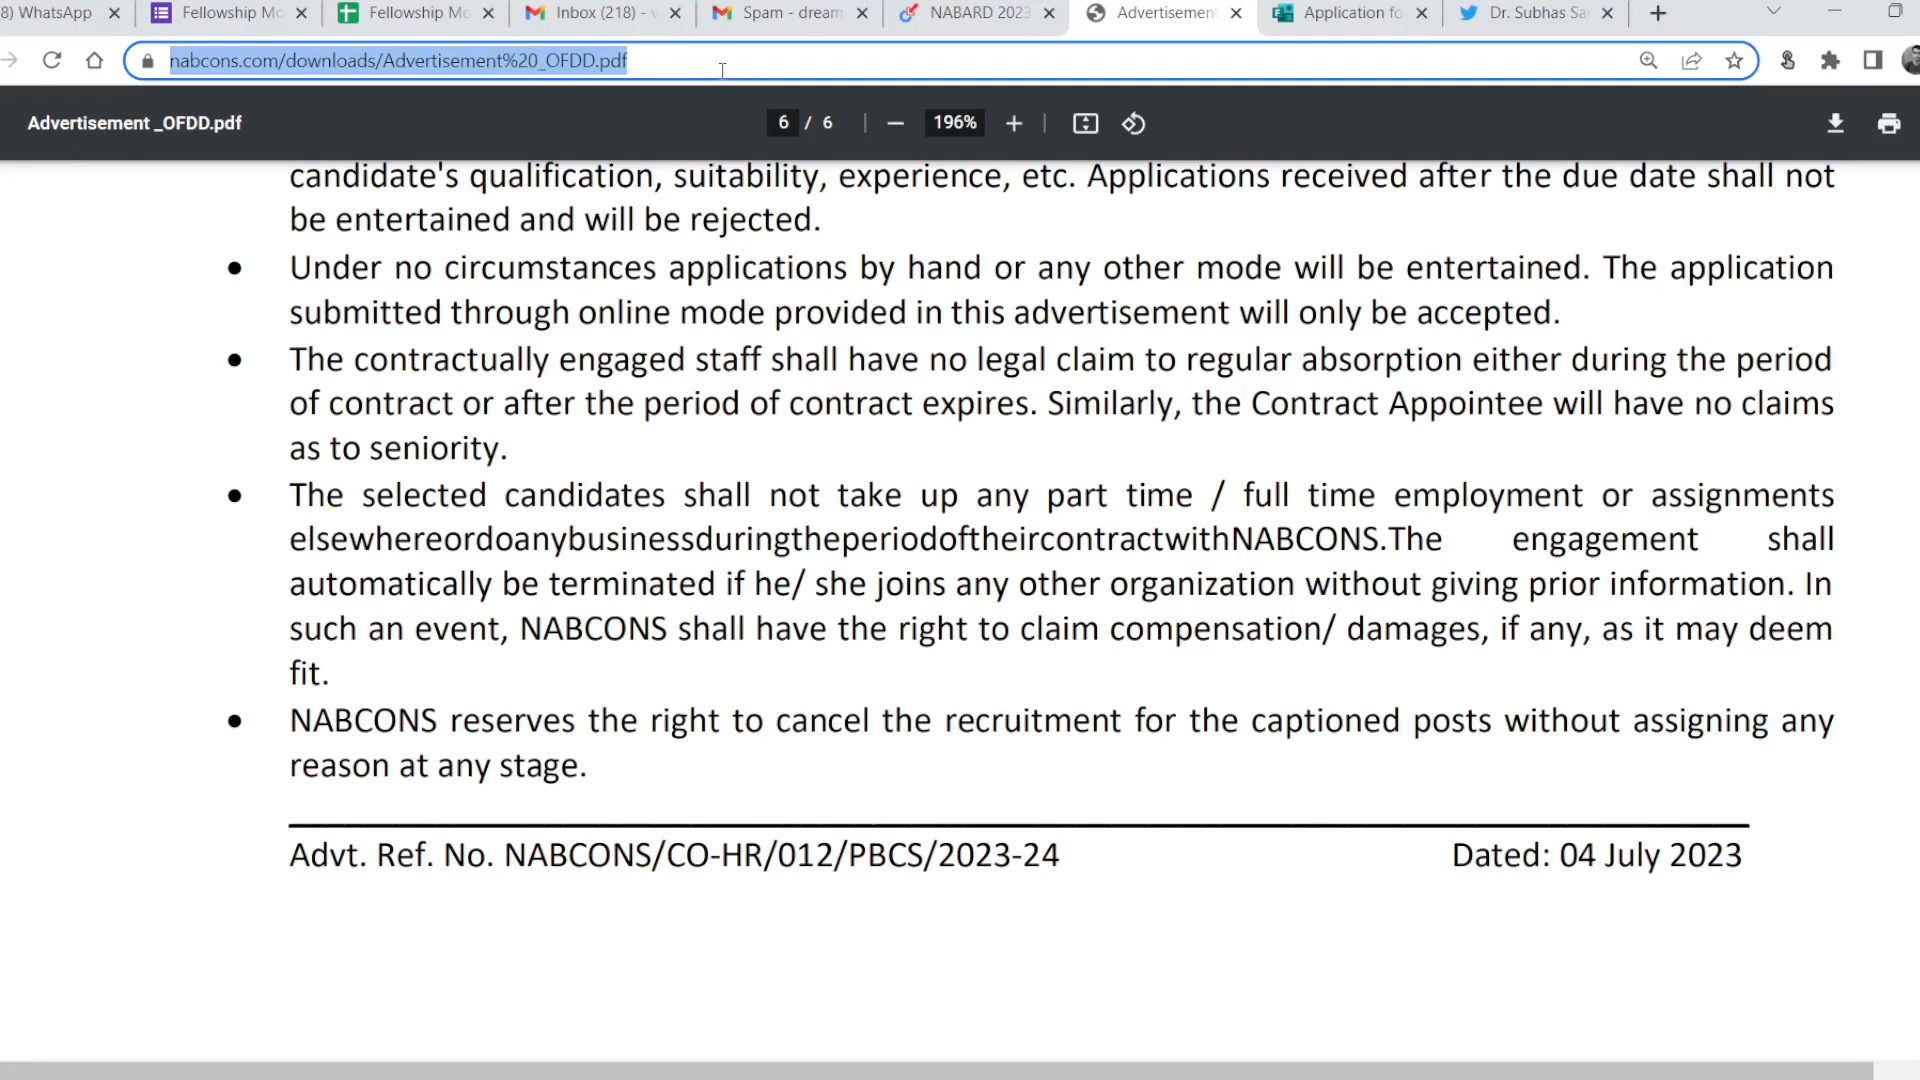 8) WhatsApp
Fellowship Mo
Fellowship Mo
Inbox (218) - v
Spam - dream
NABARD 2023
Advertisement
Application fo
Dr. Subhas Sa
nabcons.com/downloads/Advertisement%20_OFDD.pdf
Advertisement _OFDD.pdf
6 / 6
196%
candidate's qualification, suitability, experience, etc. Applications received after the due date shall not
be entertained and will be rejected.
• Under no circumstances applications by hand or any other mode will be entertained. The application
submitted through online mode provided in this advertisement will only be accepted.
• The contractually engaged staff shall have no legal claim to regular absorption either during the period
of contract or after the period of contract expires. Similarly, the Contract Appointee will have no claims
as to seniority.
• The selected candidates shall not take up any part time / full time employment or assignments
elsewhereordoanybusinessduringtheperiodoftheircontractwithNABCONS.The engagement shall
automatically be terminated if he/ she joins any other organization without giving prior information. In
such an event, NABCONS shall have the right to claim compensation/ damages, if any, as it may deem
fit.
• NABCONS reserves the right to cancel the recruitment for the captioned posts without assigning any
reason at any stage.
Advt. Ref. No. NABCONS/CO-HR/012/PBCS/2023-24 Dated: 04 July 2023